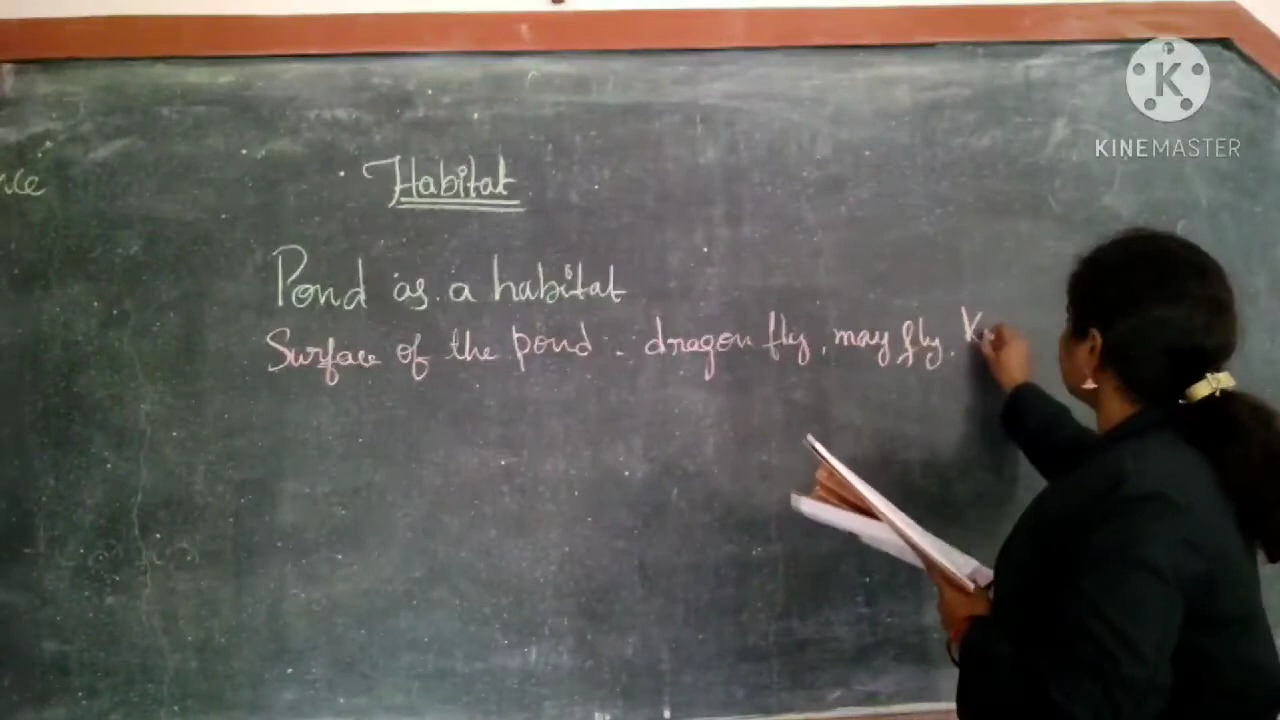 Habitat
Pond as a habitat
Surface of the pond - dragon fly, may fly,
K
KINEMASTER